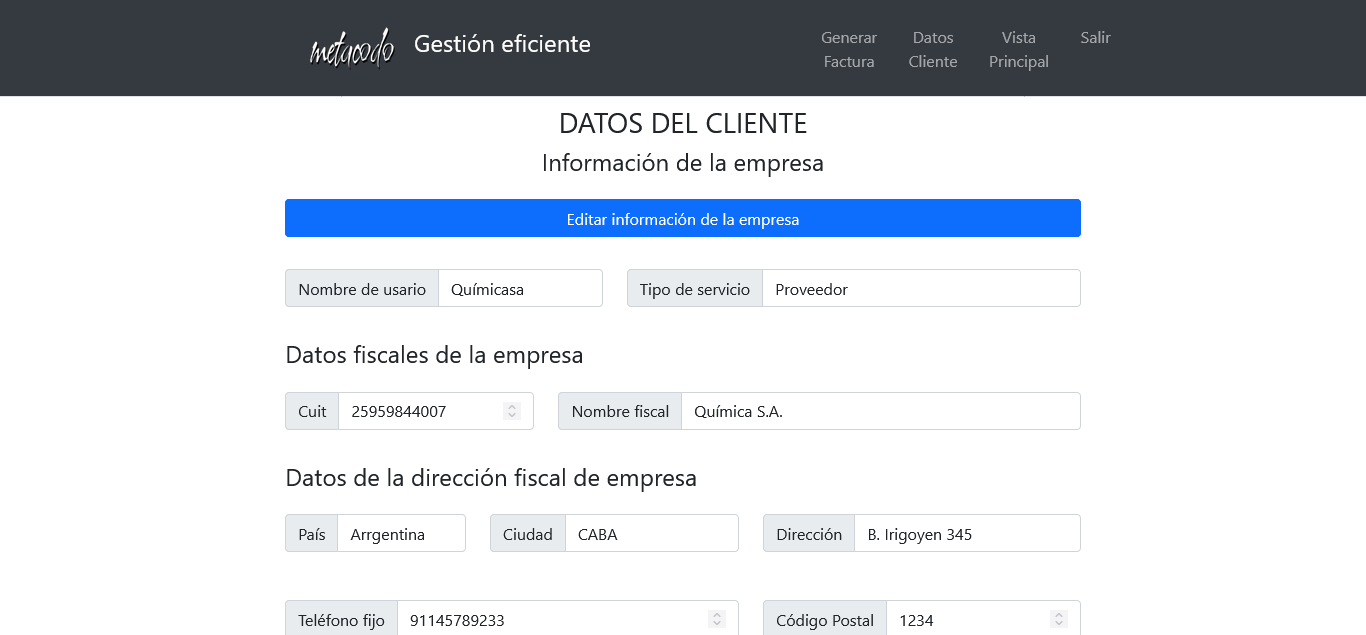 metacodo Gestión eficiente
Generar Factura
Datos Cliente
Vista Principal
Salir
DATOS DEL CLIENTE
Información de la empresa
Editar información de la empresa
Nombre de usario Químicasa Tipo de servicio Proveedor
Datos fiscales de la empresa
Cuit 25959844007 Nombre fiscal Química S.A.
Datos de la dirección fiscal de empresa
País Arrgentina Ciudad CABA Dirección B. Irigoyen 345
Teléfono fijo 91145789233 Código Postal 1234